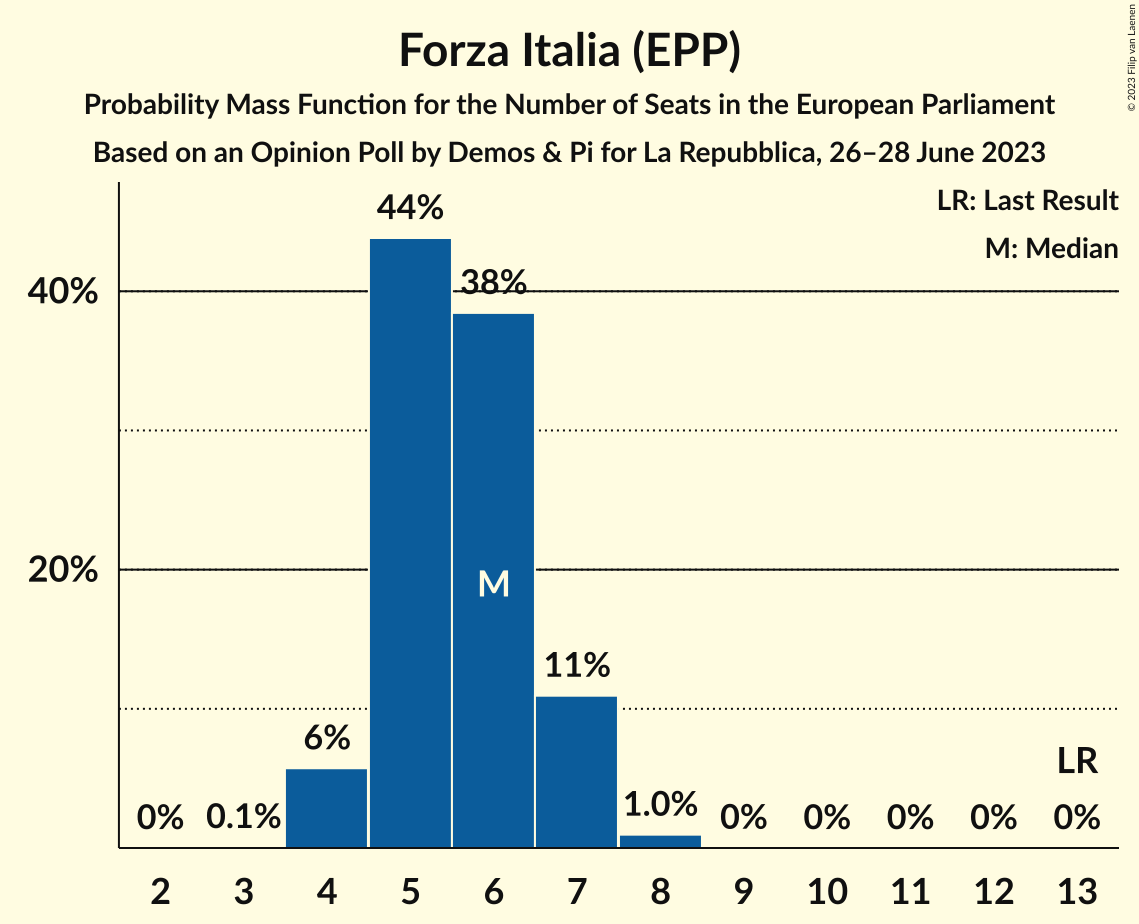 Forza Italia (EPP)
Probability Mass Function for the Number of Seats in the European Parliament
Based on an Opinion Poll by Demos & Pi for La Repubblica, 26–28 June 2023
© 2023 Filip van Laenen
LR: Last Result
M: Median
44%
38%
40%
20%
M
11%
6%
LR
0% 0.1% 1.0% 0% 0% 0% 0% 0%
2 3 4 5 6 7 8 9 10 11 12 13